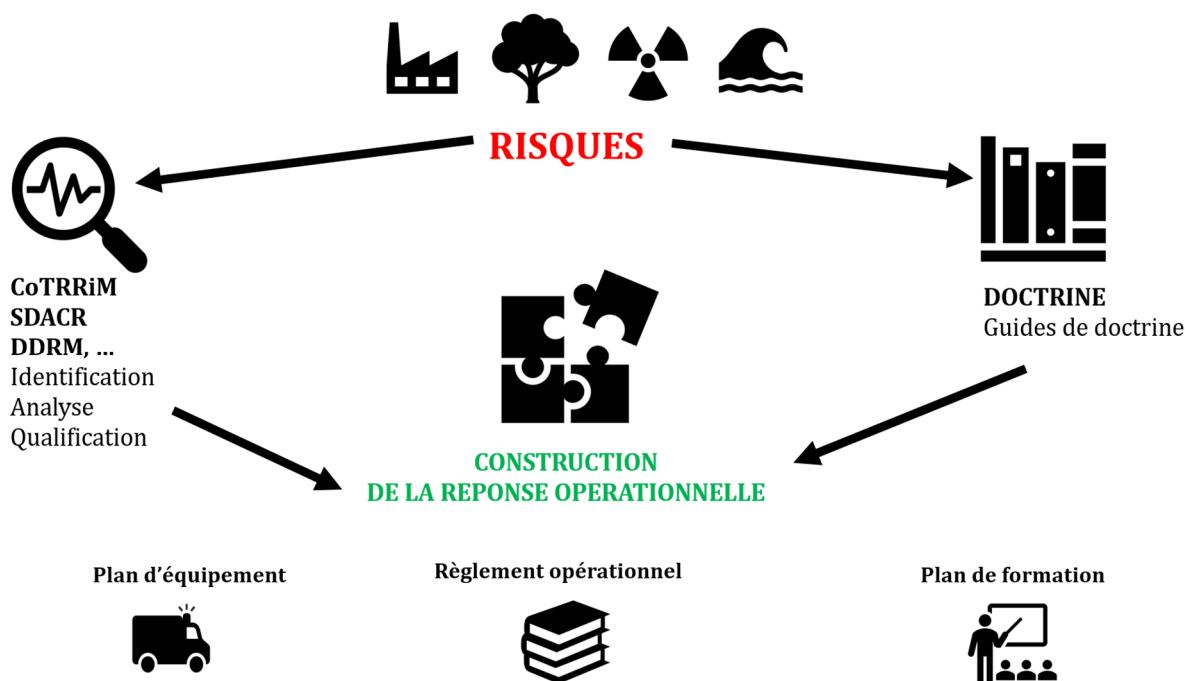 RISQUES
CoTRRiM
SDACR
DDRM, ...
Identification
Analyse
Qualification
DOCTRINE
Guides de doctrine
CONSTRUCTION
DE LA REPONSE OPERATIONNELLE
Plan d’équipement
Règlement opérationnel
Plan de formation